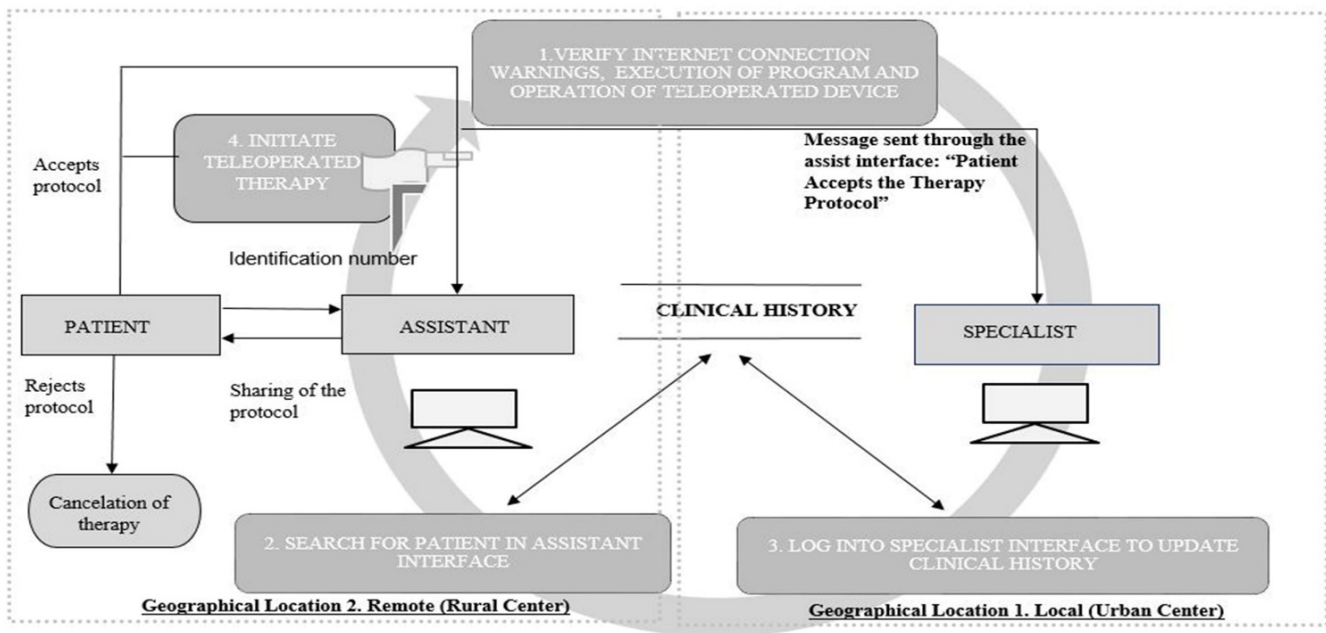 1.VERIFY INTERNET CONNECTION
WARNINGS, EXECUTION OF PROGRAM AND
OPERATION OF TELEOPERATED DEVICE
4. INITIATE
TELEOPERATED
THERAPY
Accepts
protocol
Message sent through the
assist interface: “Patient
Accepts the Therapy
Protocol”
Identification number
PATIENT
ASSISTANT
CLINICAL HISTORY
SPECIALIST
Rejects
protocol
Sharing of the
protocol
Cancelation of
therapy
2. SEARCH FOR PATIENT IN ASSISTANT
INTERFACE
3. LOG INTO SPECIALIST INTERFACE TO UPDATE
CLINICAL HISTORY
Geographical Location 2. Remote (Rural Center)
Geographical Location 1. Local (Urban Center)